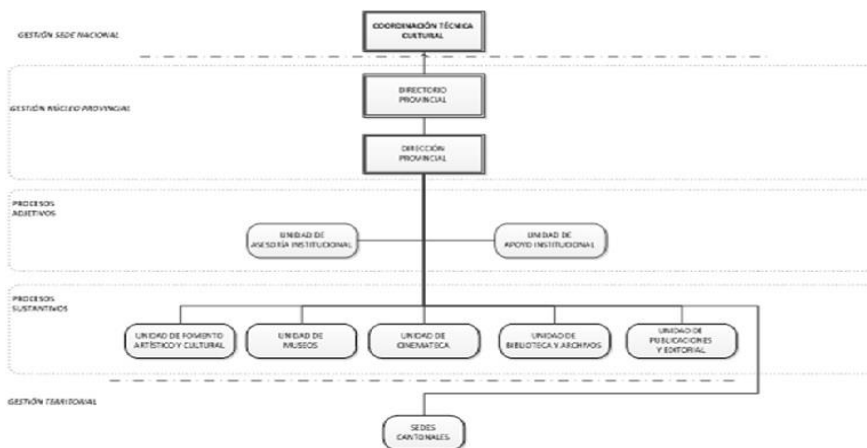 COORDINACIÓN TÉCNICA
CULTURAL
GESTIÓN SEDE NACIONAL
DIRECTORIO
PROVINCIAL
GESTIÓN NÚCLEO PROVINCIAL
DIRECCIÓN
PROVINCIAL
PROCESOS
ADJETIVOS
UNIDAD DE
ASESORÍA INSTITUCIONAL
UNIDAD DE
APOYO INSTITUCIONAL
PROCESOS
SUSTANTIVOS
UNIDAD DE FOMENTO
ARTÍSTICO Y CULTURAL
UNIDAD DE
MUSEOS
UNIDAD DE
CINEMATECA
UNIDAD DE
BIBLIOTECA Y ARCHIVOS
UNIDAD DE
PUBLICACIONES
Y EDITORIAL
GESTIÓN TERRITORIAL
SEDES
CANTONALES